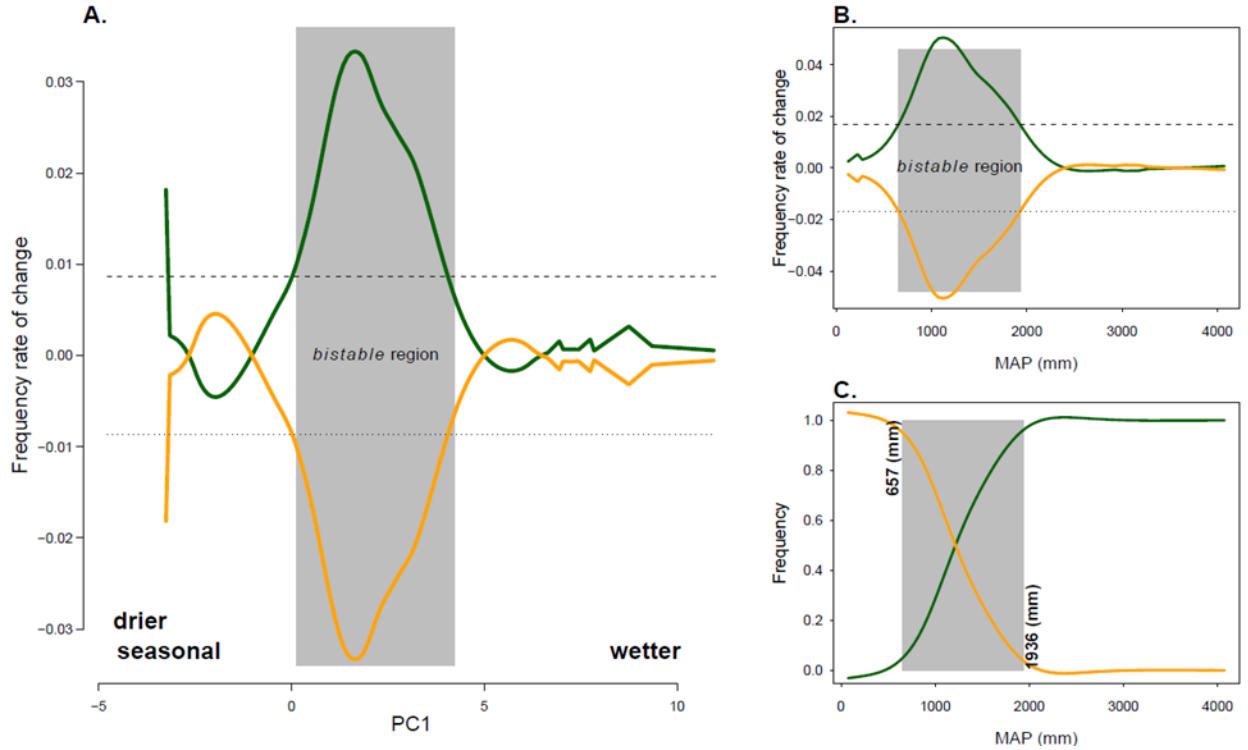 A.
Frequency rate of change
0.03
0.02
0.01
0.00
−0.01
−0.02
−0.03
bistable region
drier
seasonal
wetter
−5
0
5
10
PC1
B.
Frequency rate of change
0.04
0.02
0.00
−0.02
−0.04
bistable region
0
1000
2000
3000
4000
MAP (mm)
C.
Frequency
1.0
0.8
0.6
0.4
0.2
0.0
657 (mm)
1936 (mm)
0
1000
2000
3000
4000
MAP (mm)